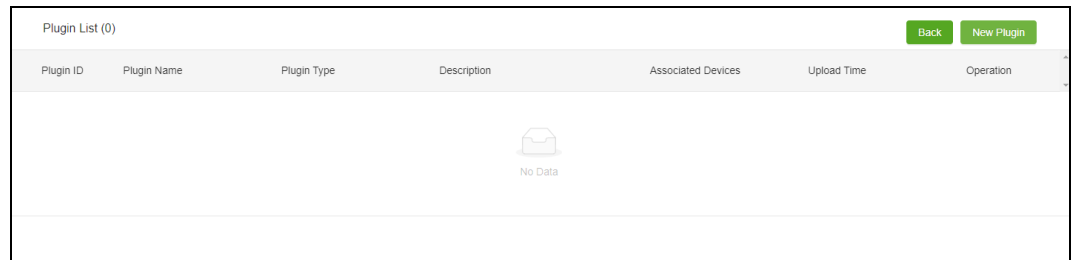 Plugin List (0)
Back New Plugin
Plugin ID Plugin Name Plugin Type Description Associated Devices Upload Time Operation
No Data